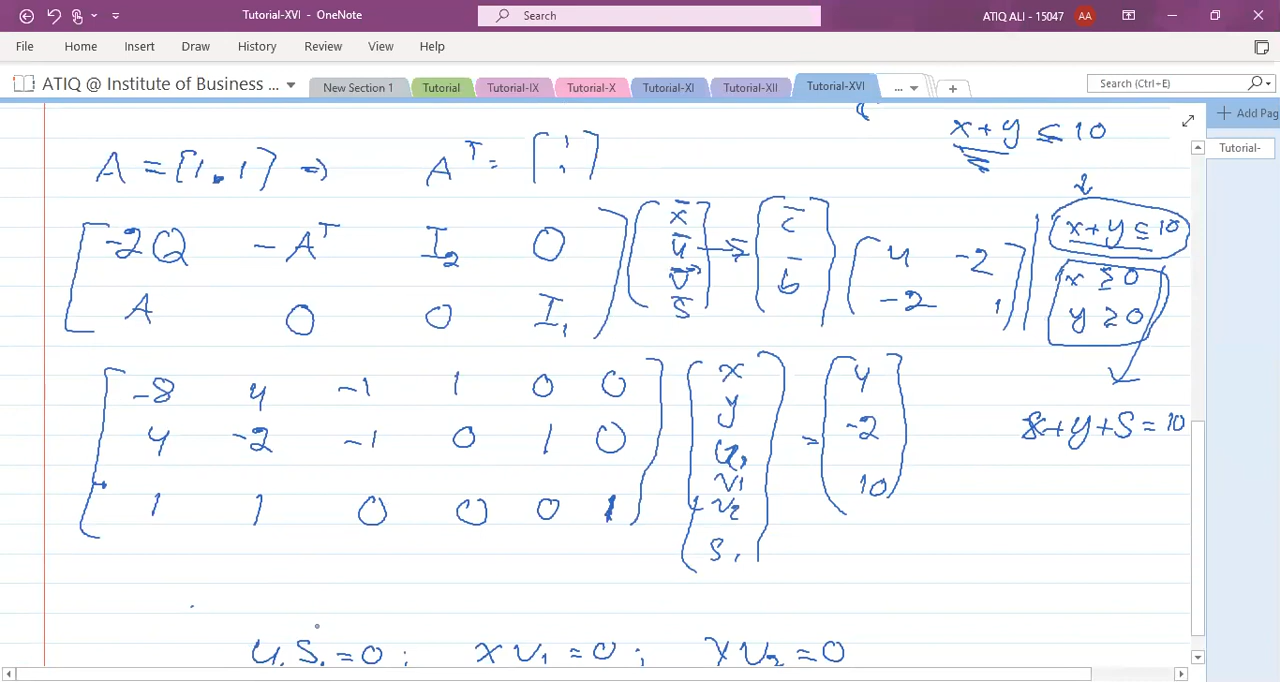 Tutorial-XVI - OneNote
Search
ATIQ ALI - 15047 AA
File Home Insert Draw History Review View Help
ATIQ @ Institute of Business ...
New Section 1 Tutorial Tutorial-IX Tutorial-X Tutorial-XI Tutorial-XII Tutorial-XVI ... +
Search (Ctrl+E)
+ Add Pag
Tutorial-
x+y ≤ 10
A = [1, 1] ⇒ A^T = [1 1]
x+y ≤ 10
x ≥ 0
y ≥ 0
-2Q -A^T I2 0
A 0 0 I1
x̄ ū v̄ s̄ = c̄ b̄
4 -2
-2 1
-8 4 -1 1 0 0
4 -2 -1 0 1 0
1 1 0 0 0 1
x y u1 v1 v2 s1 = 4 -2 10
x+y+S = 10
u1 S1 = 0 ; x v1 = 0 ; y v2 = 0